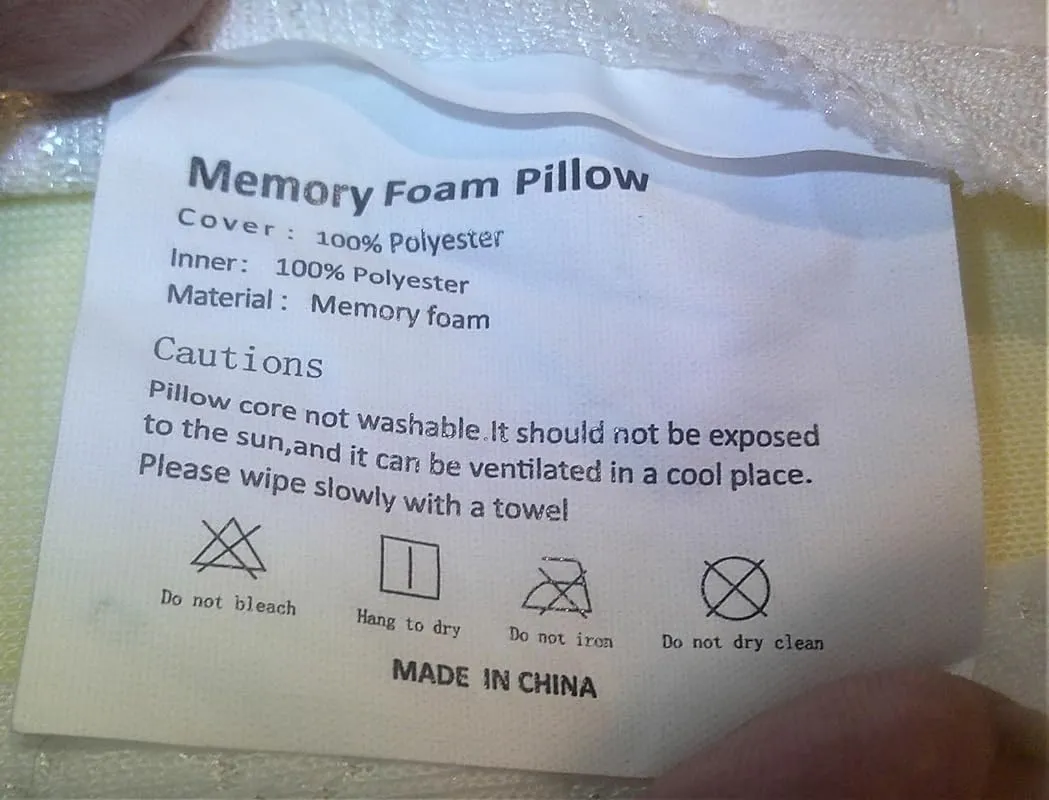 Memory Foam Pillow
Cover : 100% Polyester
Inner: 100% Polyester
Material : Memory foam
Cautions
Pillow core not washable.It should not be exposed
to the sun,and it can be ventilated in a cool place.
Please wipe slowly with a towel
Do not bleach Hang to dry Do not iron Do not dry clean
MADE IN CHINA